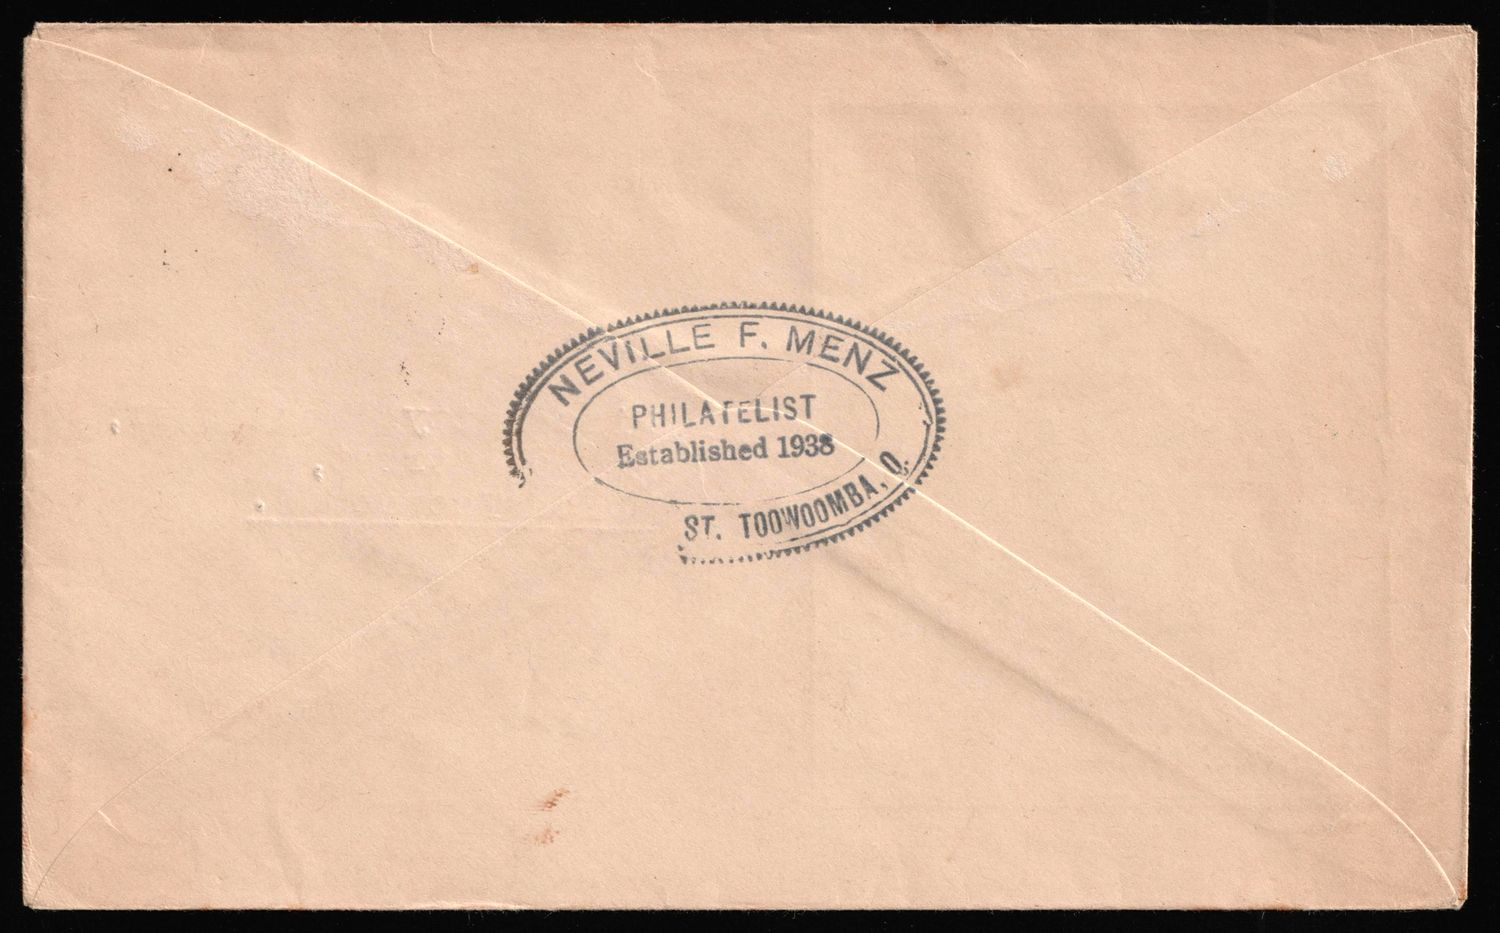 NEVILLE F. MENZ
PHILATELIST
Established 1938
ST. TOOWOOMBA, Q.